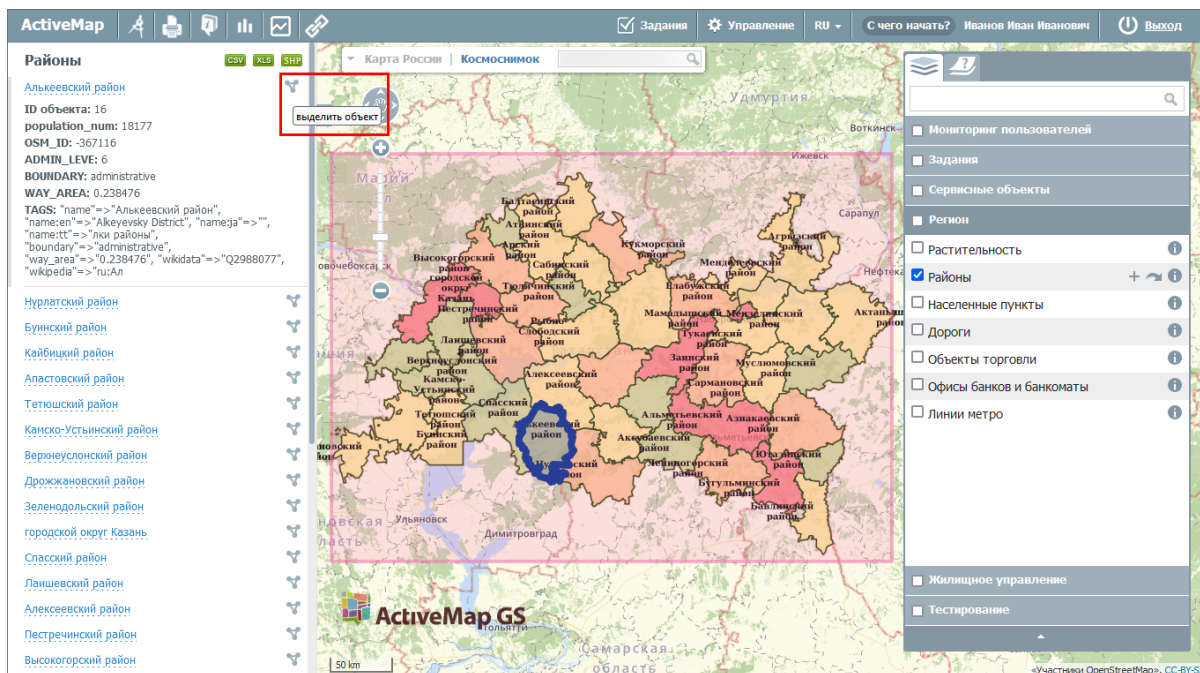 ActiveMap
Задания
Управление
RU
С чего начать?
Иванов Иван Иванович
Выход
Районы
CSV XLS SHP
Алькеевский район
выделить объект
ID объекта: 16
population_num: 18177
OSM_ID: -367116
ADMIN_LEVE: 6
BOUNDARY: administrative
WAY_AREA: 0.238476
TAGS: "name"=>"Алькеевский район",
"name:en"=>"Alkeyevsky District", "name:ja"=>"",
"name:tt"=>"лки районы",
"boundary"=>"administrative",
"way_area"=>"0.238476", "wikidata"=>"Q2988077",
"wikipedia"=>"ru:Ал
Нурлатский район
Буинский район
Кайбицкий район
Апастовский район
Тетюшский район
Камско-Устьинский район
Верхнеуслонский район
Дрожжановский район
Зеленодольский район
городской округ Казань
Спасский район
Лаишевский район
Алексеевский район
Пестречинский район
Высокогорский район
Карта России | Космоснимок
Удмуртия
Воткинск
Ижевск
Марий
Сарапул
Балтасинский
район
Атнинский
район
Арский
район
Кукморский
район
Агрызский
район
Высокогорский
район
городской
округ
Казань
Сабинский
район
Менделеевский
район
Тюлячинский
район
Елабужский
район
Пестречинский
район
Рыбно-
Слободский
район
Мамадышский
район
Мензелинский
район
Тукаевский
район
Лаишевский
район
Верхнеуслонский
район
Камско-
Устьинский
район
Алексеевский
район
Заинский
район
Муслюмовский
район
Сармановский
район
Спасский
район
Тетюшский
район
Буинский
район
район
Альметьевский
район
Азнакаевский
район
Аксубаевский
район
Ютазинский
район
Лениногорский
район
Бугульминский
район
Бавлинский
район
Ульяновск
Димитровград
Самарская
область
ActiveMap GS
50 km
Мониторинг пользователей
Задания
Сервисные объекты
Регион
Растительность
Районы
Населенные пункты
Дороги
Объекты торговли
Офисы банков и банкоматы
Линии метро
Жилищное управление
Тестирование
«Участники OpenStreetMap», CC-BY-S